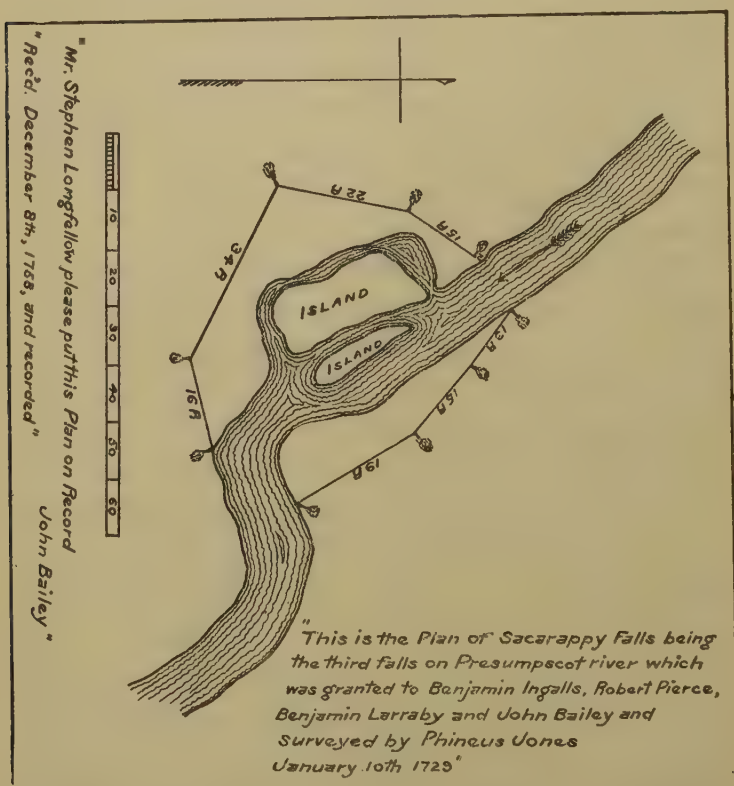 "Mr. Stephen Longfellow please put this Plan on Record
John Bailey"
"Rec'd. December 8th, 1768, and recorded"
10
20
30
40
50
60
22 R
15 R
34 R
16 R
ISLAND
ISLAND
13 R
15 R
19 R
"This is the Plan of Sacarappy Falls being
the third falls on Presumpscot river which
was granted to Benjamin Ingalls, Robert Pierce,
Benjamin Larraby and John Bailey and
Surveyed by Phineus Jones
January 10th 1729"